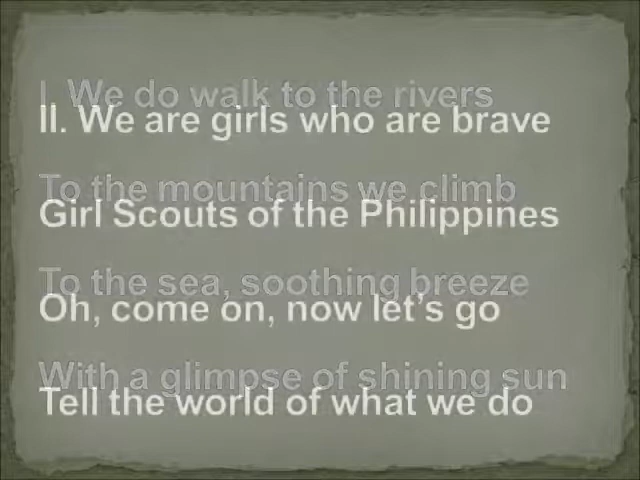 I. We do walk to the rivers
II. We are girls who are brave
To the mountains we climb
Girl Scouts of the Philippines
To the sea, soothing breeze
Oh, come on, now let's go
With a glimpse of shining sun
Tell the world of what we do